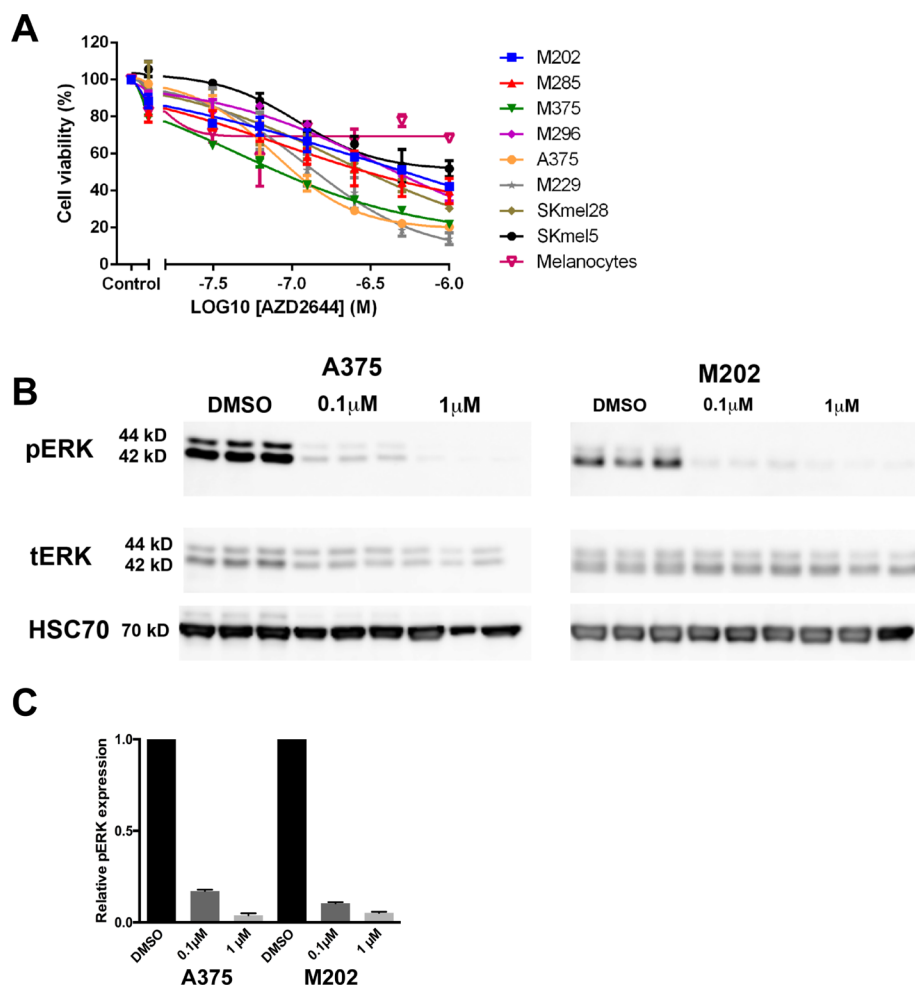 A
120
100
80
60
40
20
0
Cell viability (%)
Control
-7.5
-7.0
-6.5
-6.0
LOG10 [AZD2644] (M)
M202
M285
M375
M296
A375
M229
SKmel28
SKmel5
Melanocytes
B
A375
M202
DMSO 0.1µM 1µM
DMSO 0.1µM 1µM
pERK
44 kD
42 kD
tERK
44 kD
42 kD
HSC70 70 kD
C
Relative pERK expression
1.0
0.5
0.0
DMSO
0.1µM
1 µM
DMSO
0.1µM
1 µM
A375 M202